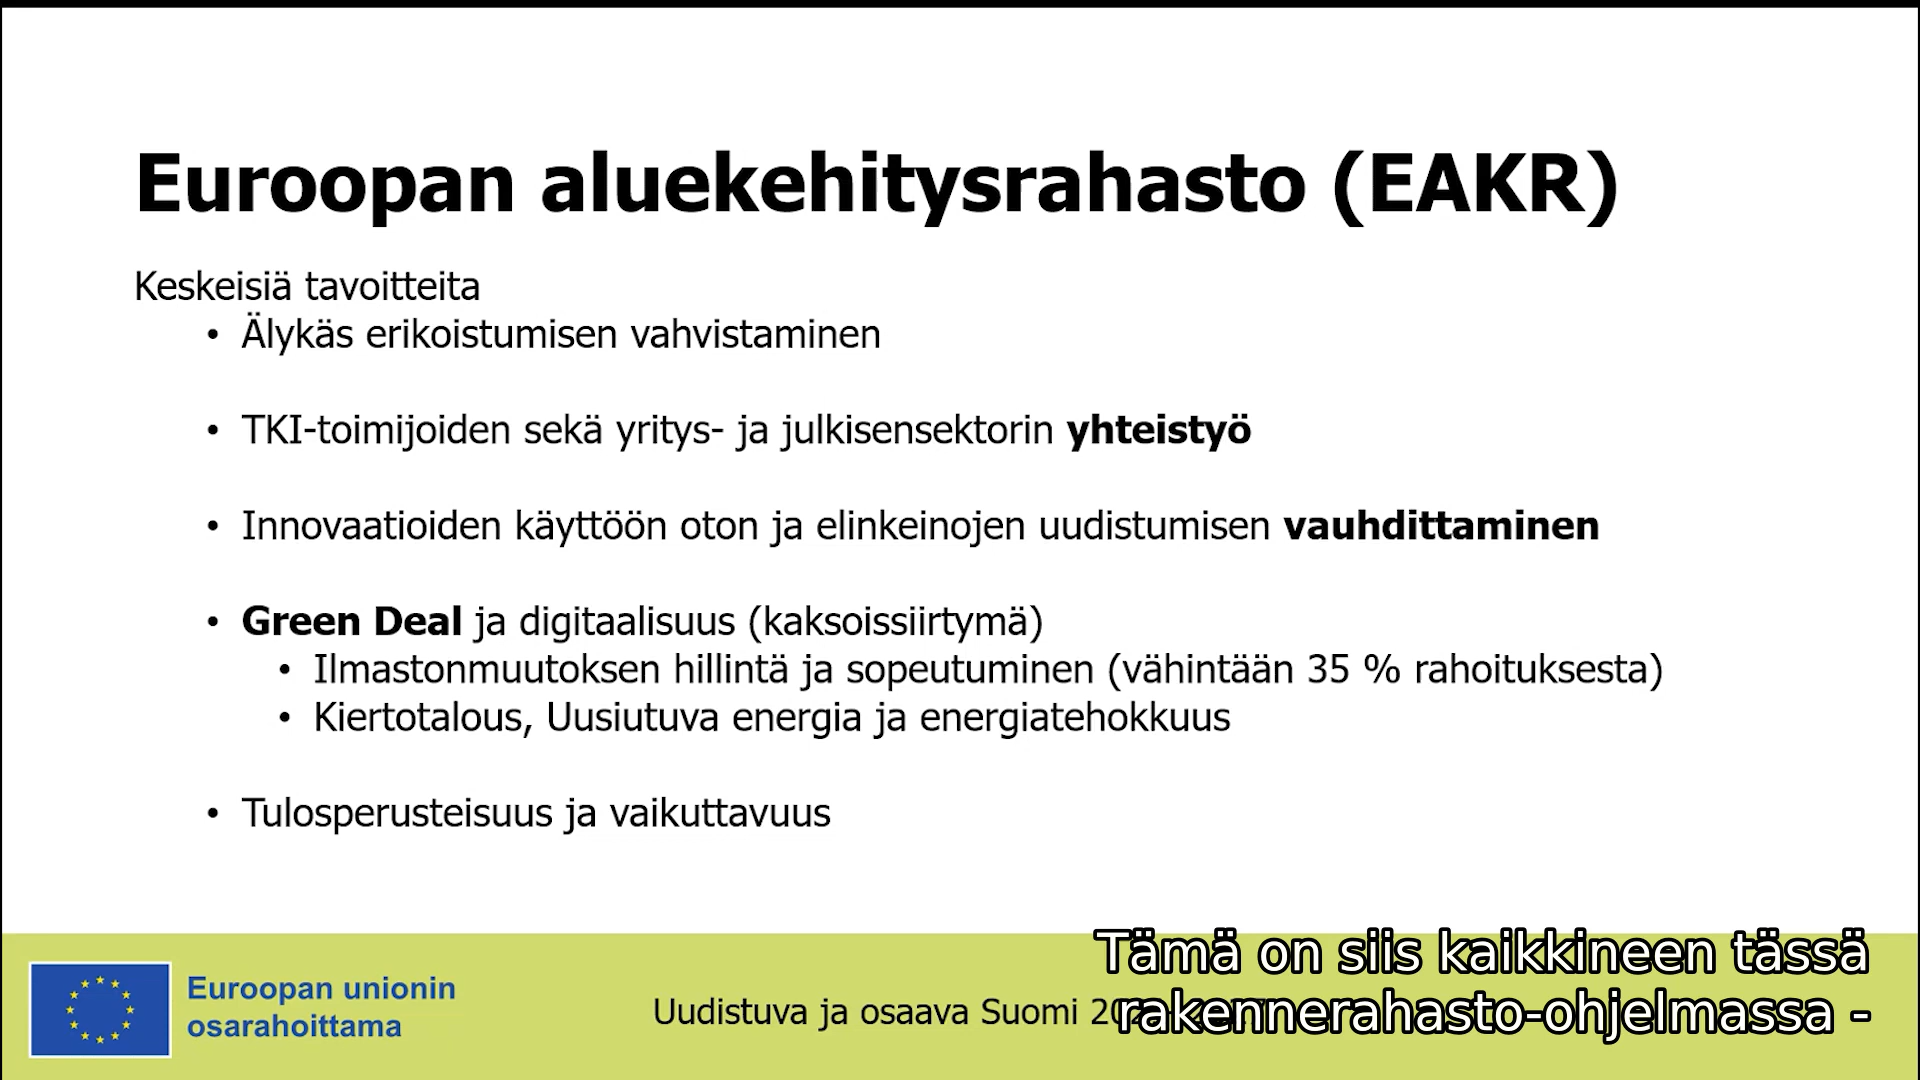 Euroopan aluekehitysrahasto (EAKR)
Keskeisiä tavoitteita
• Älykäs erikoistumisen vahvistaminen
• TKI-toimijoiden sekä yritys- ja julkisensektorin yhteistyö
• Innovaatioiden käyttöön oton ja elinkeinojen uudistumisen vauhdittaminen
• Green Deal ja digitaalisuus (kaksoissiirtymä)
• Ilmastonmuutoksen hillintä ja sopeutuminen (vähintään 35 % rahoituksesta)
• Kiertotalous, Uusiutuva energia ja energiatehokkuus
• Tulosperusteisuus ja vaikuttavuus
Euroopan unionin
osarahoittama
Uudistuva ja osaava Suomi
Tämä on siis kaikkineen tässä
rakennerahasto-ohjelmassa -